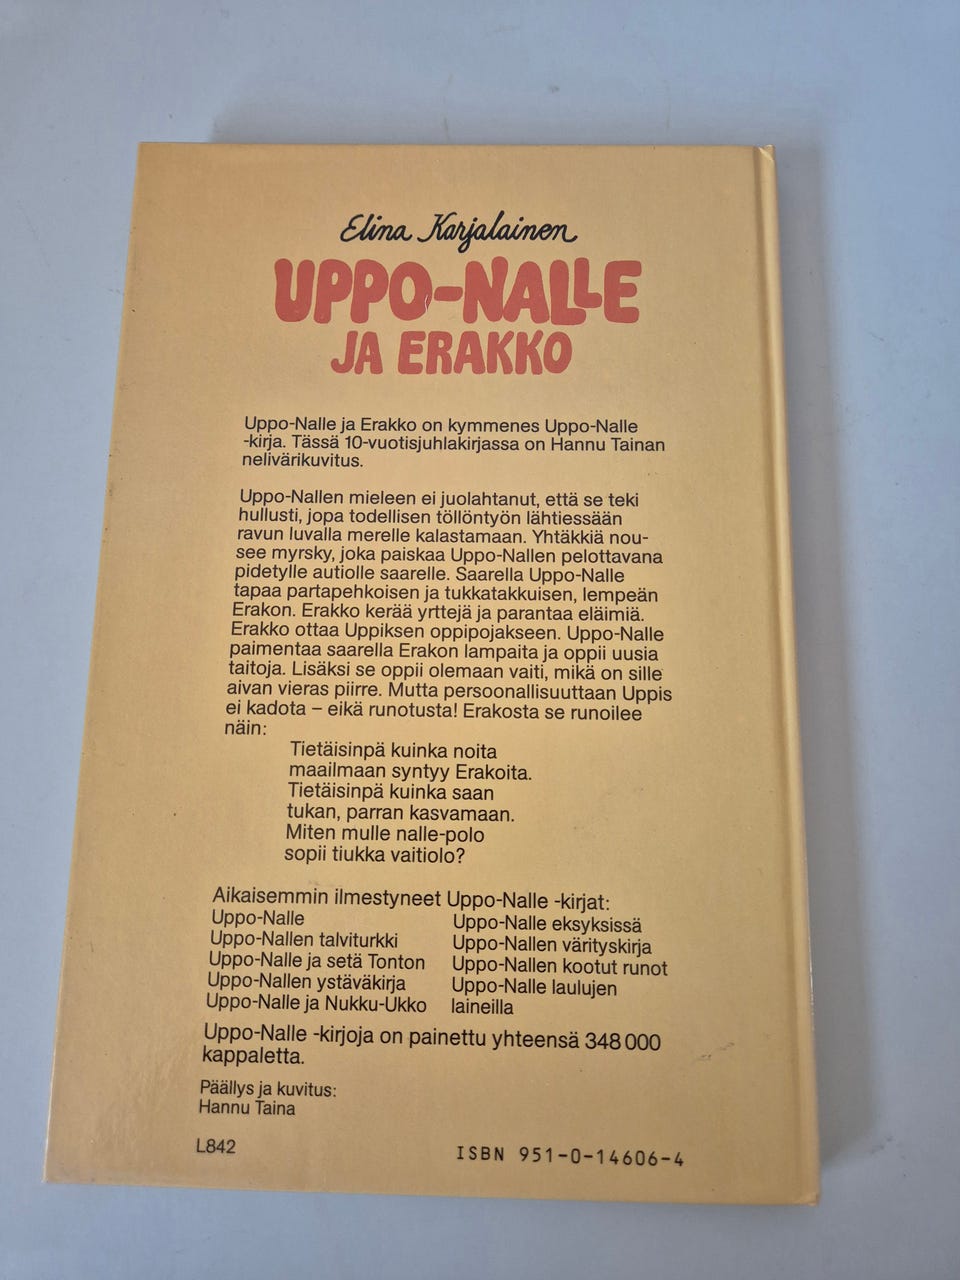 Elina Karjalainen
UPPO-NALLE
JA ERAKKO
Uppo-Nalle ja Erakko on kymmenes Uppo-Nalle
-kirja. Tässä 10-vuotisjuhlakirjassa on Hannu Tainan
nelivärikuvitus.
Uppo-Nallen mieleen ei juolahtanut, että se teki
hullusti, jopa todellisen töllöntyön lähtiessään
ravun luvalla merelle kalastamaan. Yhtäkkiä nou-
see myrsky, joka paiskaa Uppo-Nallen pelottavana
pidetylle autiolle saarelle. Saarella Uppo-Nalle
tapaa partapehkoisen ja tukkatakkuisen, lempeän
Erakon. Erakko kerää yrttejä ja parantaa eläimiä.
Erakko ottaa Uppiksen oppipojakseen. Uppo-Nalle
paimentaa saarella Erakon lampaita ja oppii uusia
taitoja. Lisäksi se oppii olemaan vaiti, mikä on sille
aivan vieras piirre. Mutta persoonallisuuttaan Uppis
ei kadota – eikä runotusta! Erakosta se runoilee
näin:
Tietäisinpä kuinka noita
maailmaan syntyy Erakoita.
Tietäisinpä kuinka saan
tukan, parran kasvamaan.
Miten mulle nalle-polo
sopii tiukka vaitiolo?
Aikaisemmin ilmestyneet Uppo-Nalle -kirjat:
Uppo-Nalle
Uppo-Nallen talviturkki
Uppo-Nalle ja setä Tonton
Uppo-Nallen ystäväkirja
Uppo-Nalle ja Nukku-Ukko
Uppo-Nalle eksyksissä
Uppo-Nallen värityskirja
Uppo-Nallen kootut runot
Uppo-Nalle laulujen
laineilla
Uppo-Nalle -kirjoja on painettu yhteensä 348 000
kappaletta.
Päällys ja kuvitus:
Hannu Taina
L842
ISBN 951-0-14606-4